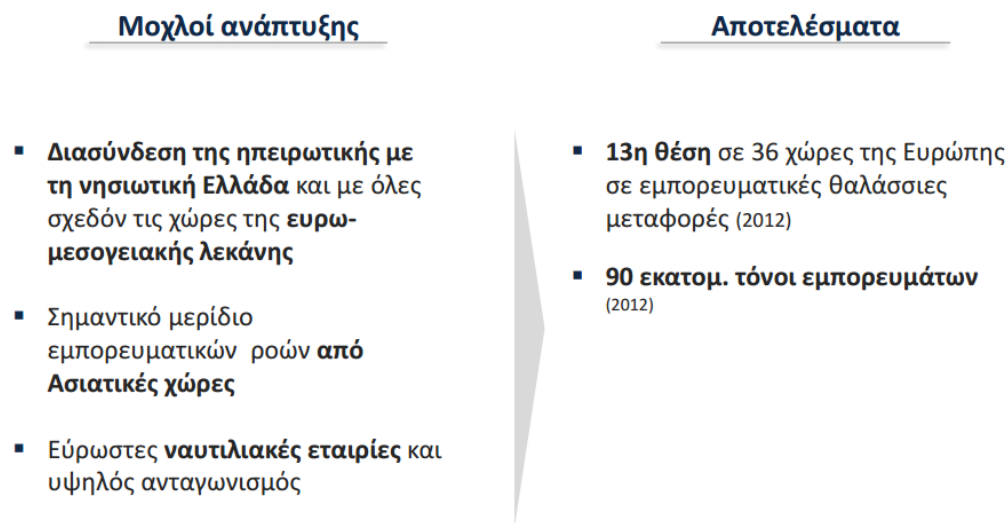 Μοχλοί ανάπτυξης
▪ Διασύνδεση της ηπειρωτικής με
τη νησιωτική Ελλάδα και με όλες
σχεδόν τις χώρες της ευρω-
μεσογειακής λεκάνης
▪ Σημαντικό μερίδιο
εμπορευματικών ροών από
Ασιατικές χώρες
▪ Εύρωστες ναυτιλιακές εταιρίες και
υψηλός ανταγωνισμός
Αποτελέσματα
▪ 13η θέση σε 36 χώρες της Ευρώπης
σε εμπορευματικές θαλάσσιες
μεταφορές (2012)
▪ 90 εκατομ. τόνοι εμπορευμάτων
(2012)